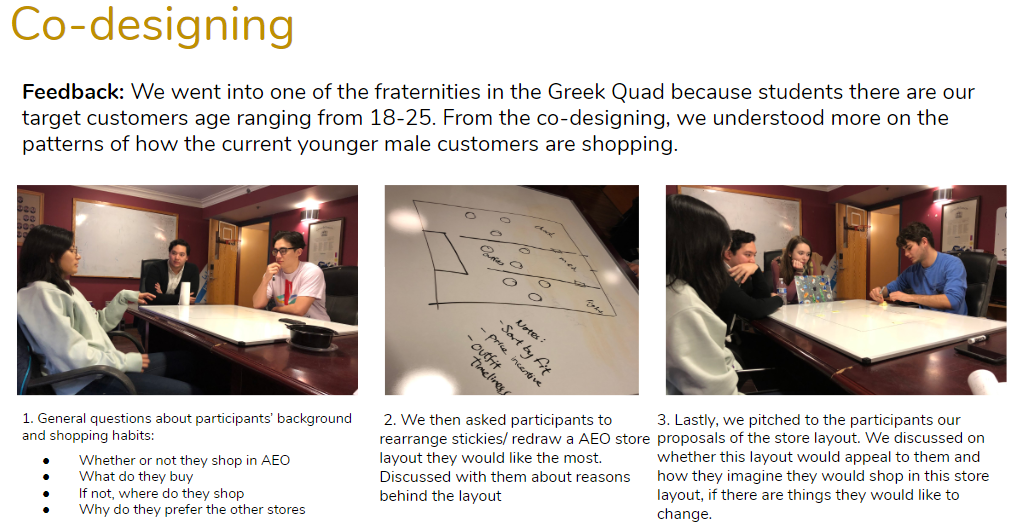 Co-designing
Feedback: We went into one of the fraternities in the Greek Quad because students there are our
target customers age ranging from 18-25. From the co-designing, we understood more on the
patterns of how the current younger male customers are shopping.
Notes:
- Sort by fit
- price incentive
- outfit
Timeliness
1. General questions about participants’ background
and shopping habits:
● Whether or not they shop in AEO
● What do they buy
● If not, where do they shop
● Why do they prefer the other stores
2. We then asked participants to
rearrange stickies/ redraw a AEO store
layout they would like the most.
Discussed with them about reasons
behind the layout
3. Lastly, we pitched to the participants our
proposals of the store layout. We discussed on
whether this layout would appeal to them and
how they imagine they would shop in this store
layout, if there are things they would like to
change.